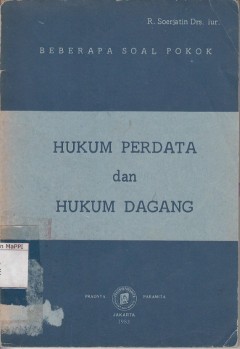 R. Soerjatin Drs. iur.
BEBERAPA SOAL POKOK
HUKUM PERDATA
dan
HUKUM DAGANG
PRADNYA PARAMITA
JAKARTA